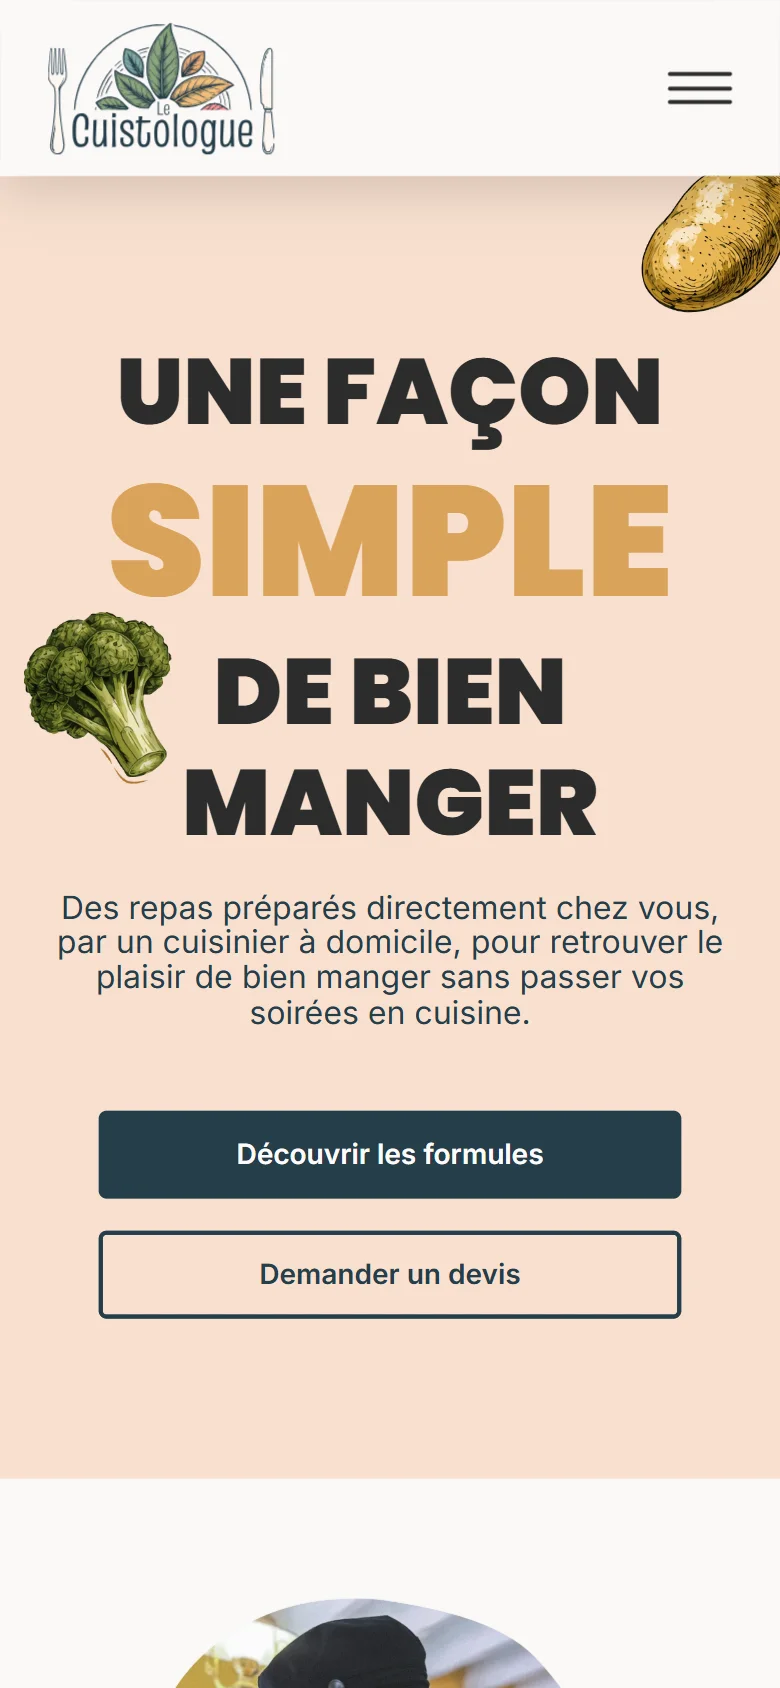 Le
Cuistologue
UNE FAÇON
SIMPLE
DE BIEN
MANGER
Des repas préparés directement chez vous,
par un cuisinier à domicile, pour retrouver le
plaisir de bien manger sans passer vos
soirées en cuisine.
Découvrir les formules
Demander un devis